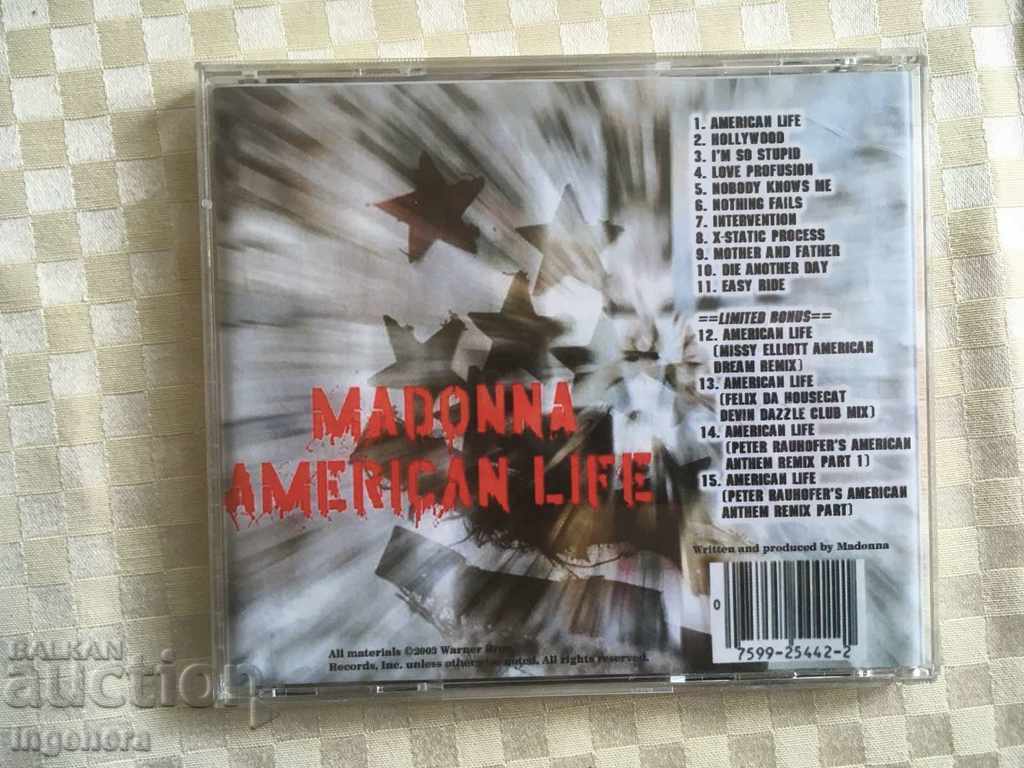 1. AMERICAN LIFE
2. HOLLYWOOD
3. I'M SO STUPID
4. LOVE PROFUSION
5. NOBODY KNOWS ME
6. NOTHING FAILS
7. INTERVENTION
8. X-STATIC PROCESS
9. MOTHER AND FATHER
10. DIE ANOTHER DAY
11. EASY RIDE
==LIMITED BONUS==
12. AMERICAN LIFE
(MISSY ELLIOTT AMERICAN
DREAM REMIX)
13. AMERICAN LIFE
(FELIX DA HOUSECAT
DEVIN DAZZLE CLUB MIX)
14. AMERICAN LIFE
(PETER RAUHOFER'S AMERICAN
ANTHEM REMIX PART 1)
15. AMERICAN LIFE
(PETER RAUHOFER'S AMERICAN
ANTHEM REMIX PART)
MADONNA
AMERICAN LIFE
Written and produced by Madonna
0
7599-25442-2
All materials ©2003 Warner Bros.
Records, Inc. unless otherwise noted. All rights reserved.
BALKAN
auction
ingehora